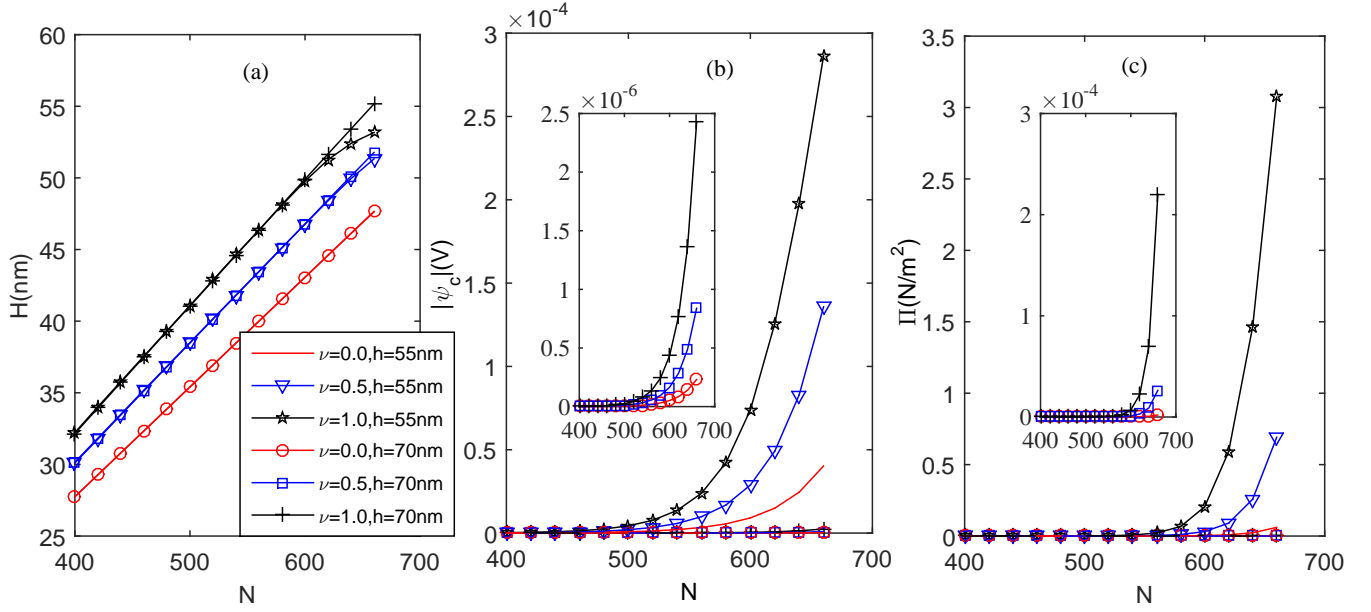 (a)
60
55
50
45
40
35
30
25
H(nm)
400
500
600
700
N
ν=0.0,h=55nm
ν=0.5,h=55nm
ν=1.0,h=55nm
ν=0.0,h=70nm
ν=0.5,h=70nm
ν=1.0,h=70nm
×10⁻⁴
(b)
3
2.5
2
1.5
1
0.5
0
|ψ_c|(V)
400
500
600
700
N
×10⁻⁶
2.5
2
1.5
1
0.5
0
400 500 600 700
(c)
3.5
3
2.5
2
1.5
1
0.5
0
Π(N/m²)
400
500
600
700
N
×10⁻⁴
3
2
1
0
400 500 600 700